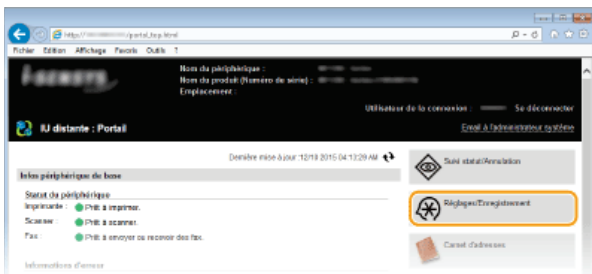 http:// /portal_top.html
Fichier Edition Affichage Favoris Outils ?
Nom du périphérique :
Nom du produit (Numéro de série) :
Emplacement :
Utilisateur de la connexion : Se déconnecter
IU distante : Portail
Email à l'administrateur système
Dernière mise à jour :12/18 2015 04:13:29 AM
Suivi statut/Annulation
Infos périphérique de base
Statut du périphérique
Imprimante : Prêt à imprimer.
Réglages/Enregistrement
Scanner : Prêt à scanner.
Fax : Prêt à envoyer ou recevoir des fax.
Carnet d'adresses
Informations d'erreur